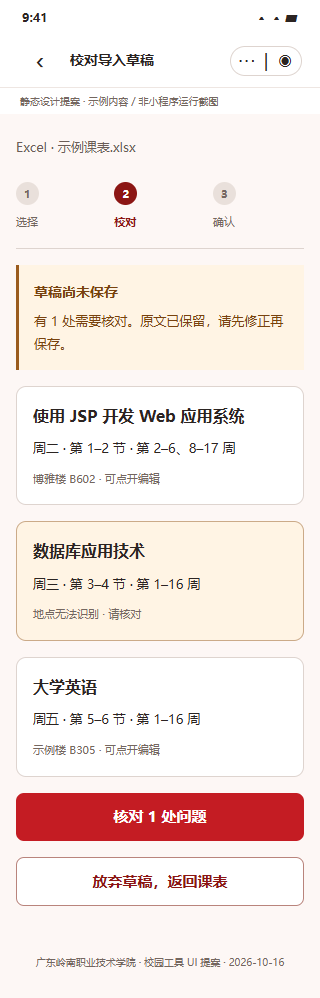 9:41
校对导入草稿
静态设计提案 · 示例内容 / 非小程序运行截图
Excel · 示例课表.xlsx
1
2
3
选择
校对
确认
草稿尚未保存
有 1 处需要核对。原文已保留，请先修正再
保存。
使用 JSP 开发 Web 应用系统
周二 · 第 1–2 节 · 第 2–6、8–17 周
博雅楼 B602 · 可点开编辑
数据库应用技术
周三 · 第 3–4 节 · 第 1–16 周
地点无法识别 · 请核对
大学英语
周五 · 第 5–6 节 · 第 1–16 周
示例楼 B305 · 可点开编辑
核对 1 处问题
放弃草稿，返回课表
广东岭南职业技术学院 · 校园工具 UI 提案 · 2026-10-16